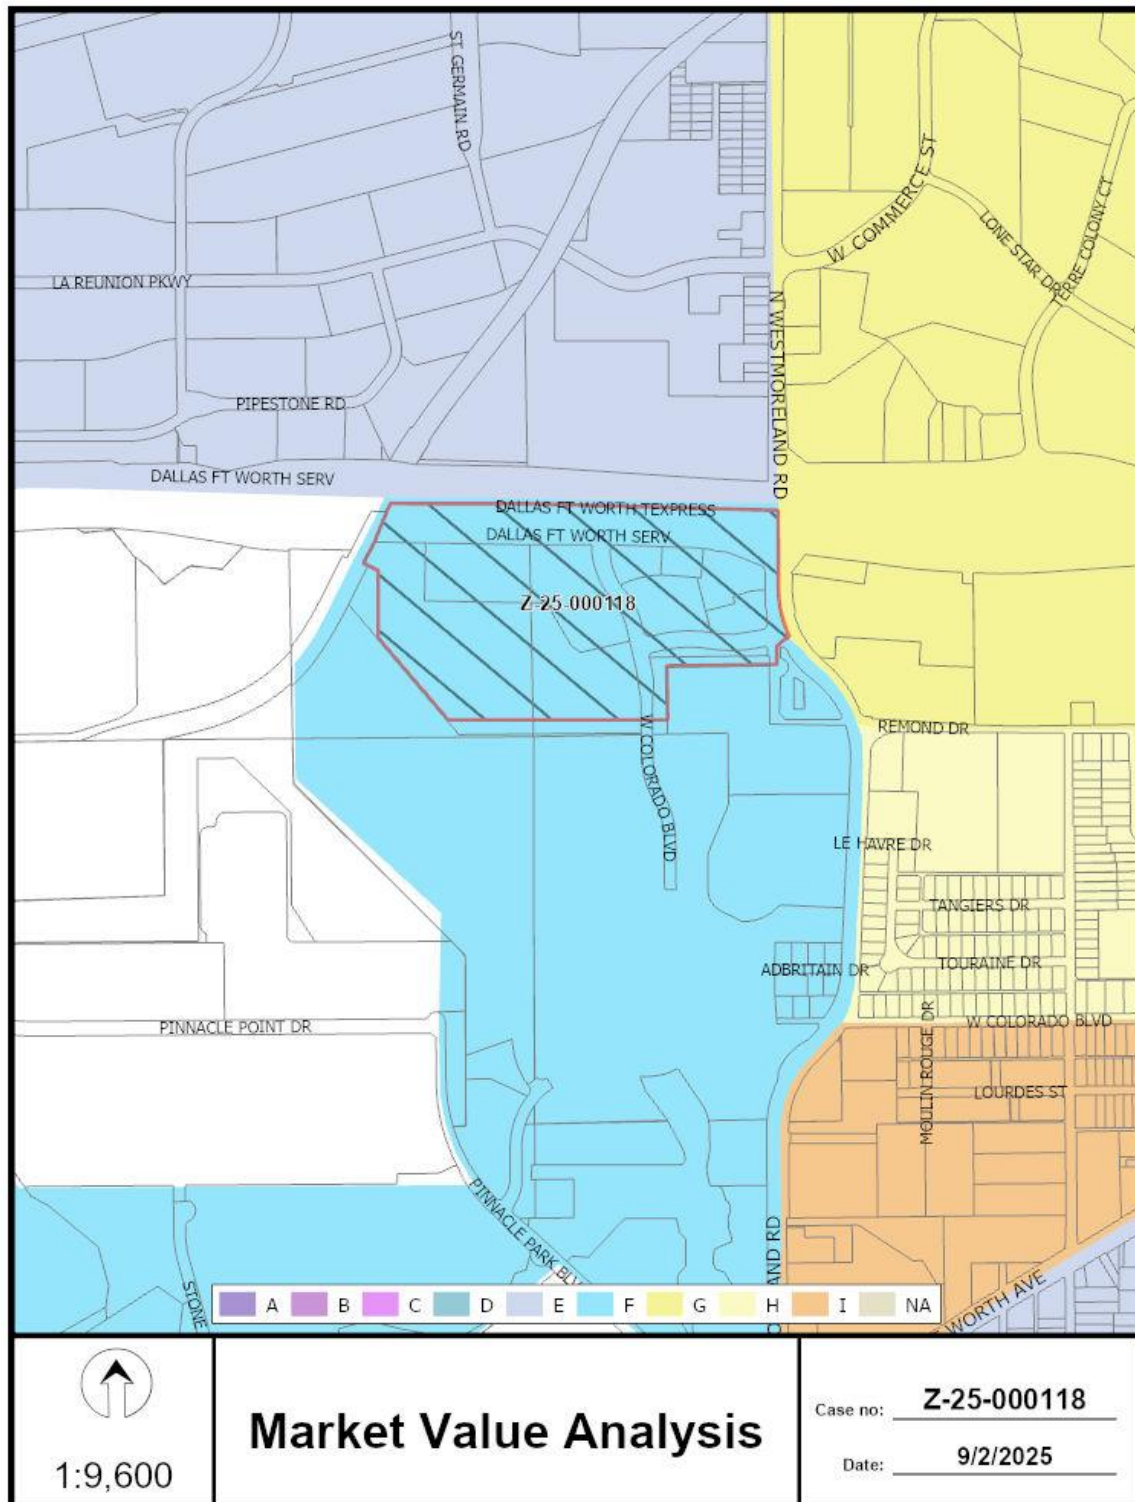 ST GERMAIN RD
W COMMERCE ST
LONE STAR DR
TERRE COLONY CT
LA REUNION PKWY
N WESTMORELAND RD
PIPESTONE RD
DALLAS FT WORTH SERV
DALLAS FT WORTH TEXPRESS
DALLAS FT WORTH SERV
Z-25-000118
W COLORADO BLVD
REMOND DR
LE HAVRE DR
TANGIERS DR
ADBRITAIN DR
TOURAINE DR
PINNACLE POINT DR
MOULIN ROUGE DR
W COLORADO BLVD
LOURDES ST
PINNACLE PARK BLV
STONE
AND RD
WORTH AVE
A B C D E F G H I NA
1:9,600
Market Value Analysis
Case no: Z-25-000118
Date: 9/2/2025